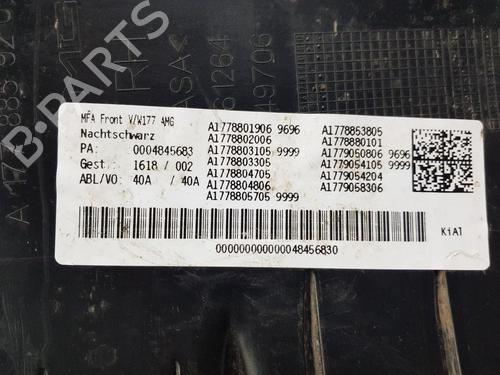 MFA Front V/W177 AMG
Nachtschwarz
PA: 0004845683
Gest.: 1618 / 002
ABL/VO: 40A / 40A
A1778801906 9696
A1778802006
A1778803105 9999
A1778803305
A1778804705
A1778804806
A1778805705 9999
A1778853805
A1778880101
A1779050806 9696
A1779054105 9999
A1779054204
A1779058306
000000000000048456830
KiA1
B-PARTS